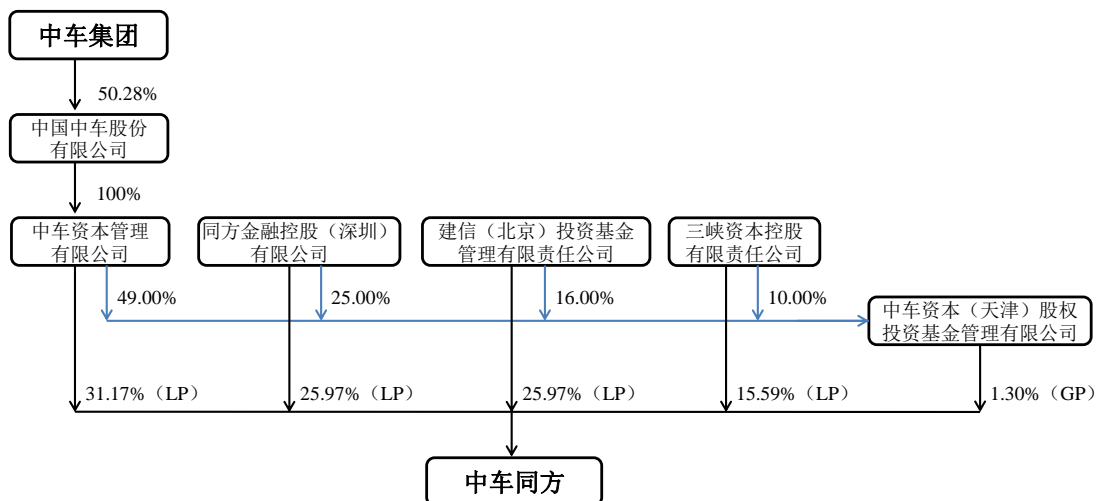 中车集团
50.28%
中国中车股份
有限公司
100%
中车资本管理
有限公司
同方金融控股（深圳）
有限公司
建信（北京）投资基金
管理有限责任公司
三峡资本控股
有限责任公司
49.00%
25.00%
16.00%
10.00%
中车资本（天津）股权
投资基金管理有限公司
31.17%（LP）
25.97%（LP）
25.97%（LP）
15.59%（LP）
1.30%（GP）
中车同方